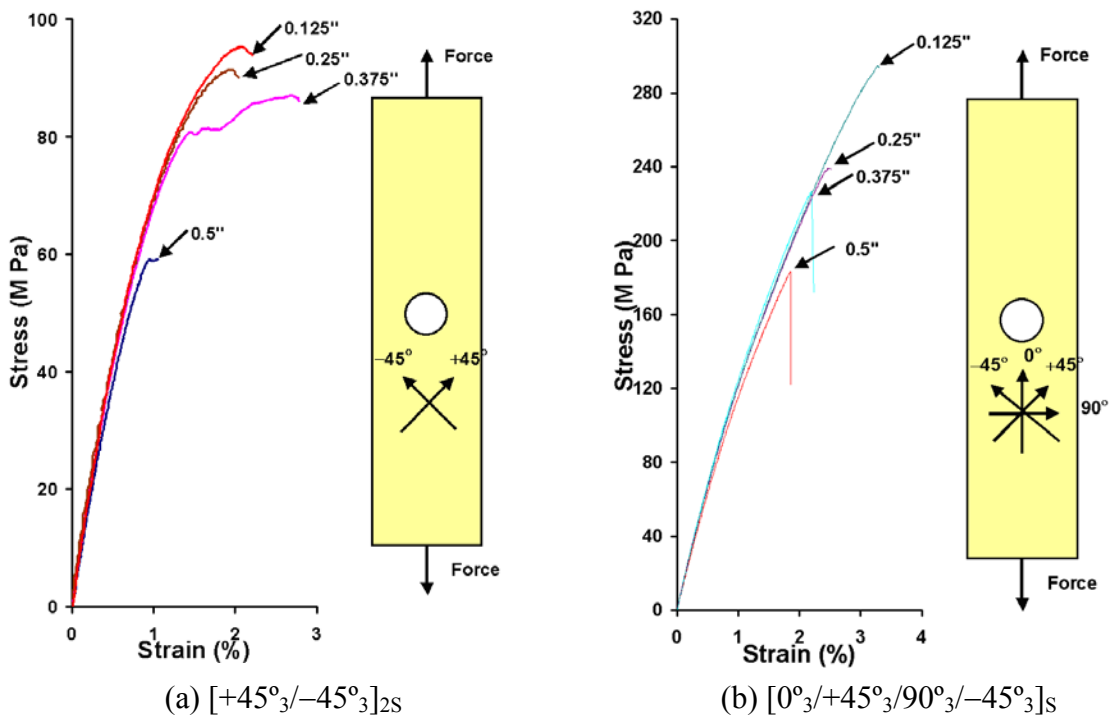 100
80
60
40
20
0
Stress (M Pa)
0 1 2 3
Strain (%)
0.125"
0.25"
0.375"
0.5"
Force
−45° +45°
Force
(a) [+45º₃/−45º₃]₂S
320
280
240
200
160
120
80
40
0
Stress (M Pa)
0 1 2 3 4
Strain (%)
0.125"
0.25"
0.375"
0.5"
Force
−45° 0° +45°
90°
Force
(b) [0º₃/+45º₃/90º₃/−45º₃]S